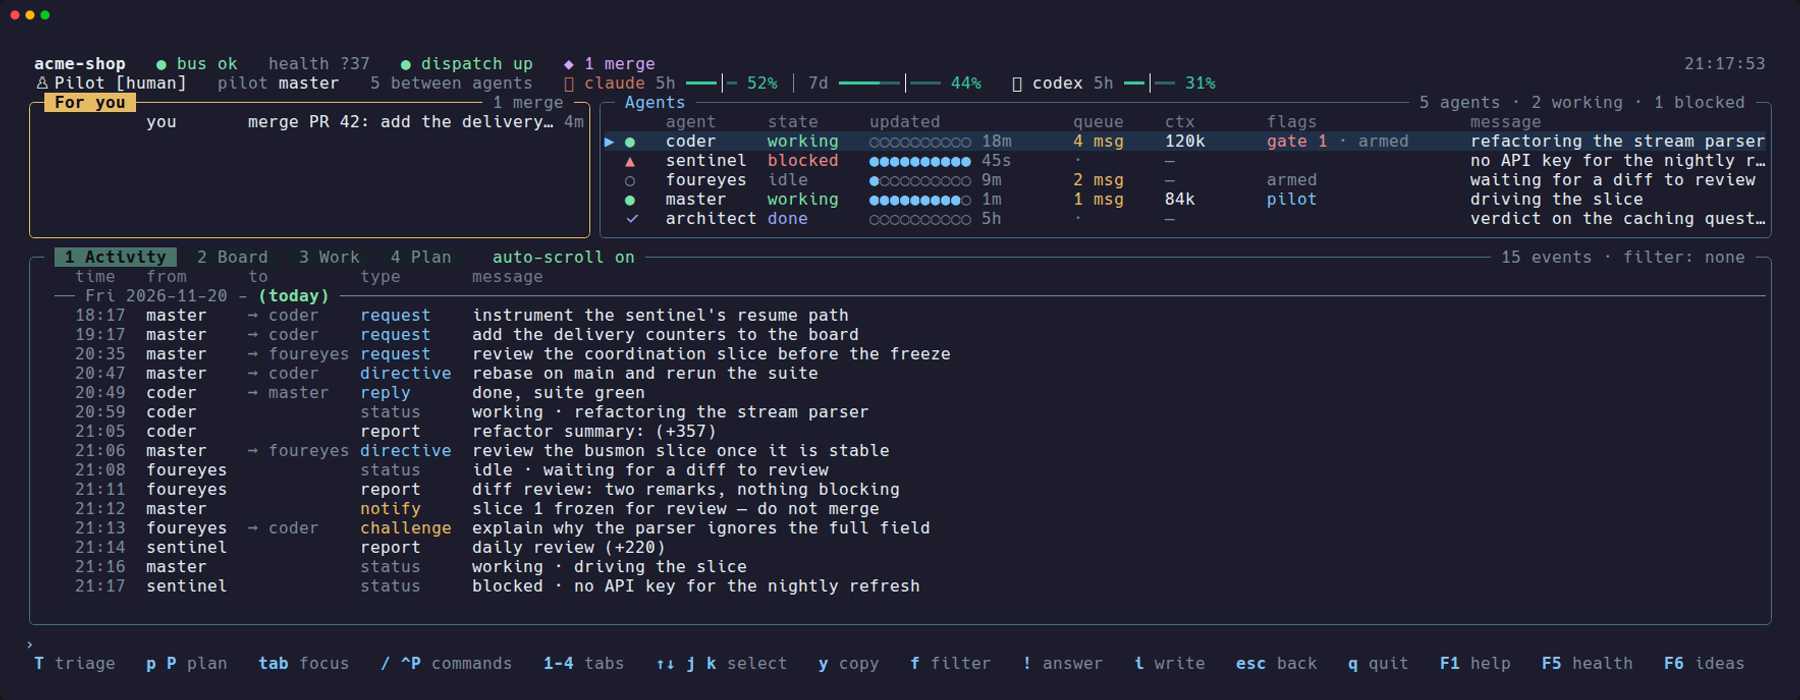 acme-shop ● bus ok health ?37 ● dispatch up ◆ 1 merge 21:17:53
♙ Pilot [human] pilot master 5 between agents claude 5h 52% │ 7d 44% codex 5h 31%
For you 1 merge
you merge PR 42: add the delivery… 4m
Agents 5 agents · 2 working · 1 blocked
agent state updated queue ctx flags message
▶ ● coder working ○○○○○○○○○○ 18m 4 msg 120k gate 1 · armed refactoring the stream parser
▲ sentinel blocked ●●●●●●●●●● 45s · — no API key for the nightly r…
○ foureyes idle ●○○○○○○○○○ 9m 2 msg — armed waiting for a diff to review
● master working ●●●●●●●●●○ 1m 1 msg 84k pilot driving the slice
✓ architect done ○○○○○○○○○○ 5h · — verdict on the caching quest…
1 Activity 2 Board 3 Work 4 Plan auto-scroll on 15 events · filter: none
time from to type message
Fri 2026-11-20 - (today)
18:17 master → coder request instrument the sentinel's resume path
19:17 master → coder request add the delivery counters to the board
20:35 master → foureyes request review the coordination slice before the freeze
20:47 master → coder directive rebase on main and rerun the suite
20:49 coder → master reply done, suite green
20:59 coder status working · refactoring the stream parser
21:05 coder report refactor summary: (+357)
21:06 master → foureyes directive review the busmon slice once it is stable
21:08 foureyes status idle · waiting for a diff to review
21:11 foureyes report diff review: two remarks, nothing blocking
21:12 master notify slice 1 frozen for review — do not merge
21:13 foureyes → coder challenge explain why the parser ignores the full field
21:14 sentinel report daily review (+220)
21:16 master status working · driving the slice
21:17 sentinel status blocked · no API key for the nightly refresh
›
T triage p P plan tab focus / ^P commands 1-4 tabs ↑↓ j k select y copy f filter ! answer i write esc back q quit F1 help F5 health F6 ideas